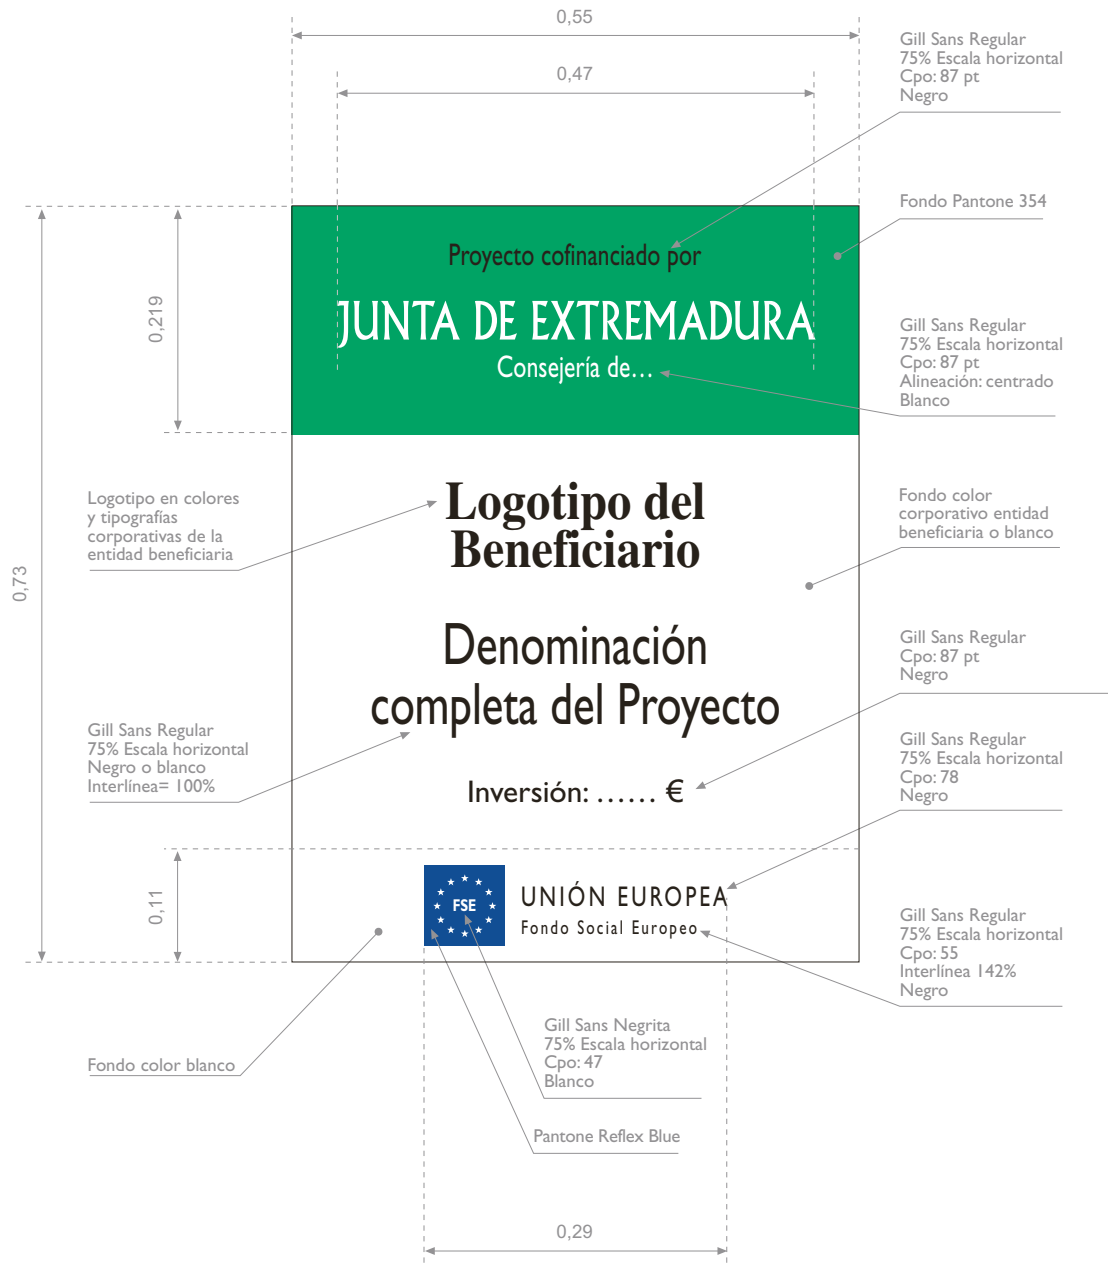 0,55
0,47
Gill Sans Regular
75% Escala horizontal
Cpo: 87 pt
Negro
Fondo Pantone 354
Proyecto cofinanciado por
JUNTA DE EXTREMADURA
Consejería de...
0,219
Gill Sans Regular
75% Escala horizontal
Cpo: 87 pt
Alineación: centrado
Blanco
Logotipo en colores
y tipografías
corporativas de la
entidad beneficiaria
Logotipo del
Beneficiario
Fondo color
corporativo entidad
beneficiaria o blanco
0,73
Denominación
completa del Proyecto
Gill Sans Regular
Cpo: 87 pt
Negro
Gill Sans Regular
75% Escala horizontal
Negro o blanco
Interlínea= 100%
Inversión: ...... €
Gill Sans Regular
75% Escala horizontal
Cpo: 78
Negro
0,11
FSE
UNIÓN EUROPEA
Fondo Social Europeo
Gill Sans Regular
75% Escala horizontal
Cpo: 55
Interlínea 142%
Negro
Fondo color blanco
Gill Sans Negrita
75% Escala horizontal
Cpo: 47
Blanco
Pantone Reflex Blue
0,29